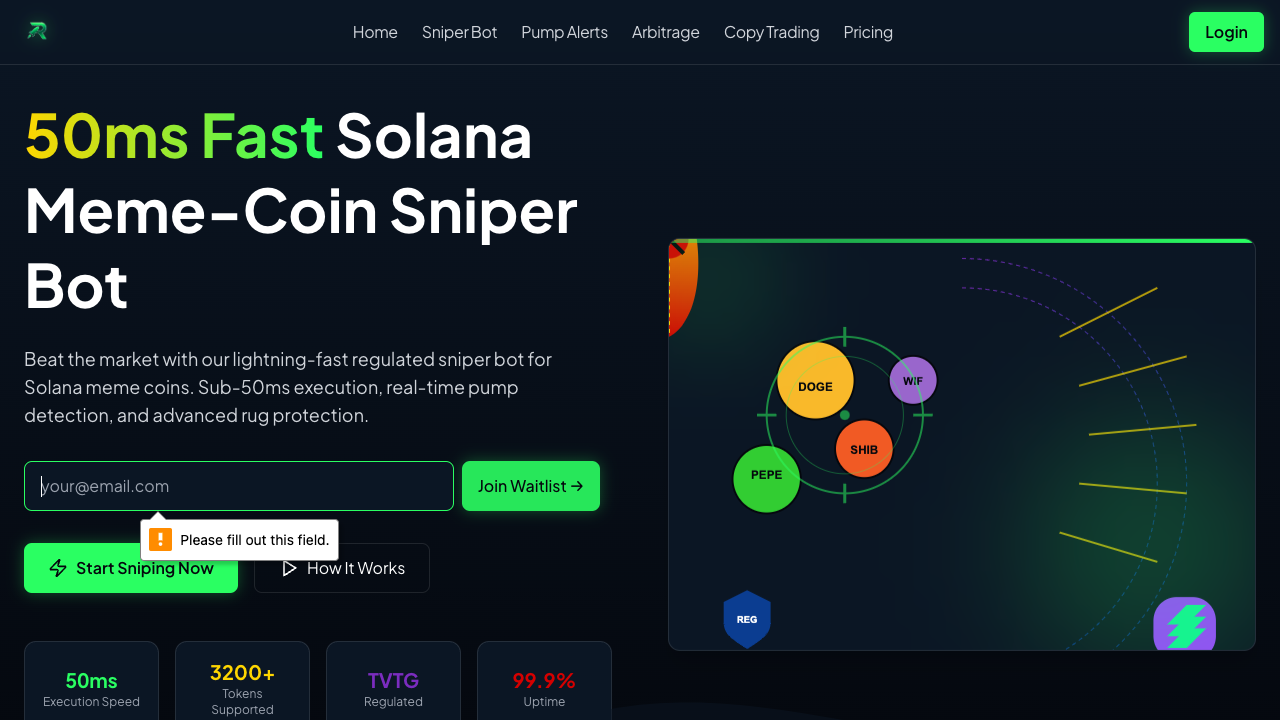 Home Sniper Bot Pump Alerts Arbitrage Copy Trading Pricing Login
50ms Fast Solana
Meme-Coin Sniper
Bot
Beat the market with our lightning-fast regulated sniper bot for
Solana meme coins. Sub-50ms execution, real-time pump
detection, and advanced rug protection.
your@email.com
Join Waitlist →
Please fill out this field.
Start Sniping Now
How It Works
50ms
Execution Speed
3200+
Tokens
Supported
TVTG
Regulated
99.9%
Uptime
DOGE
WIF
SHIB
PEPE
REG